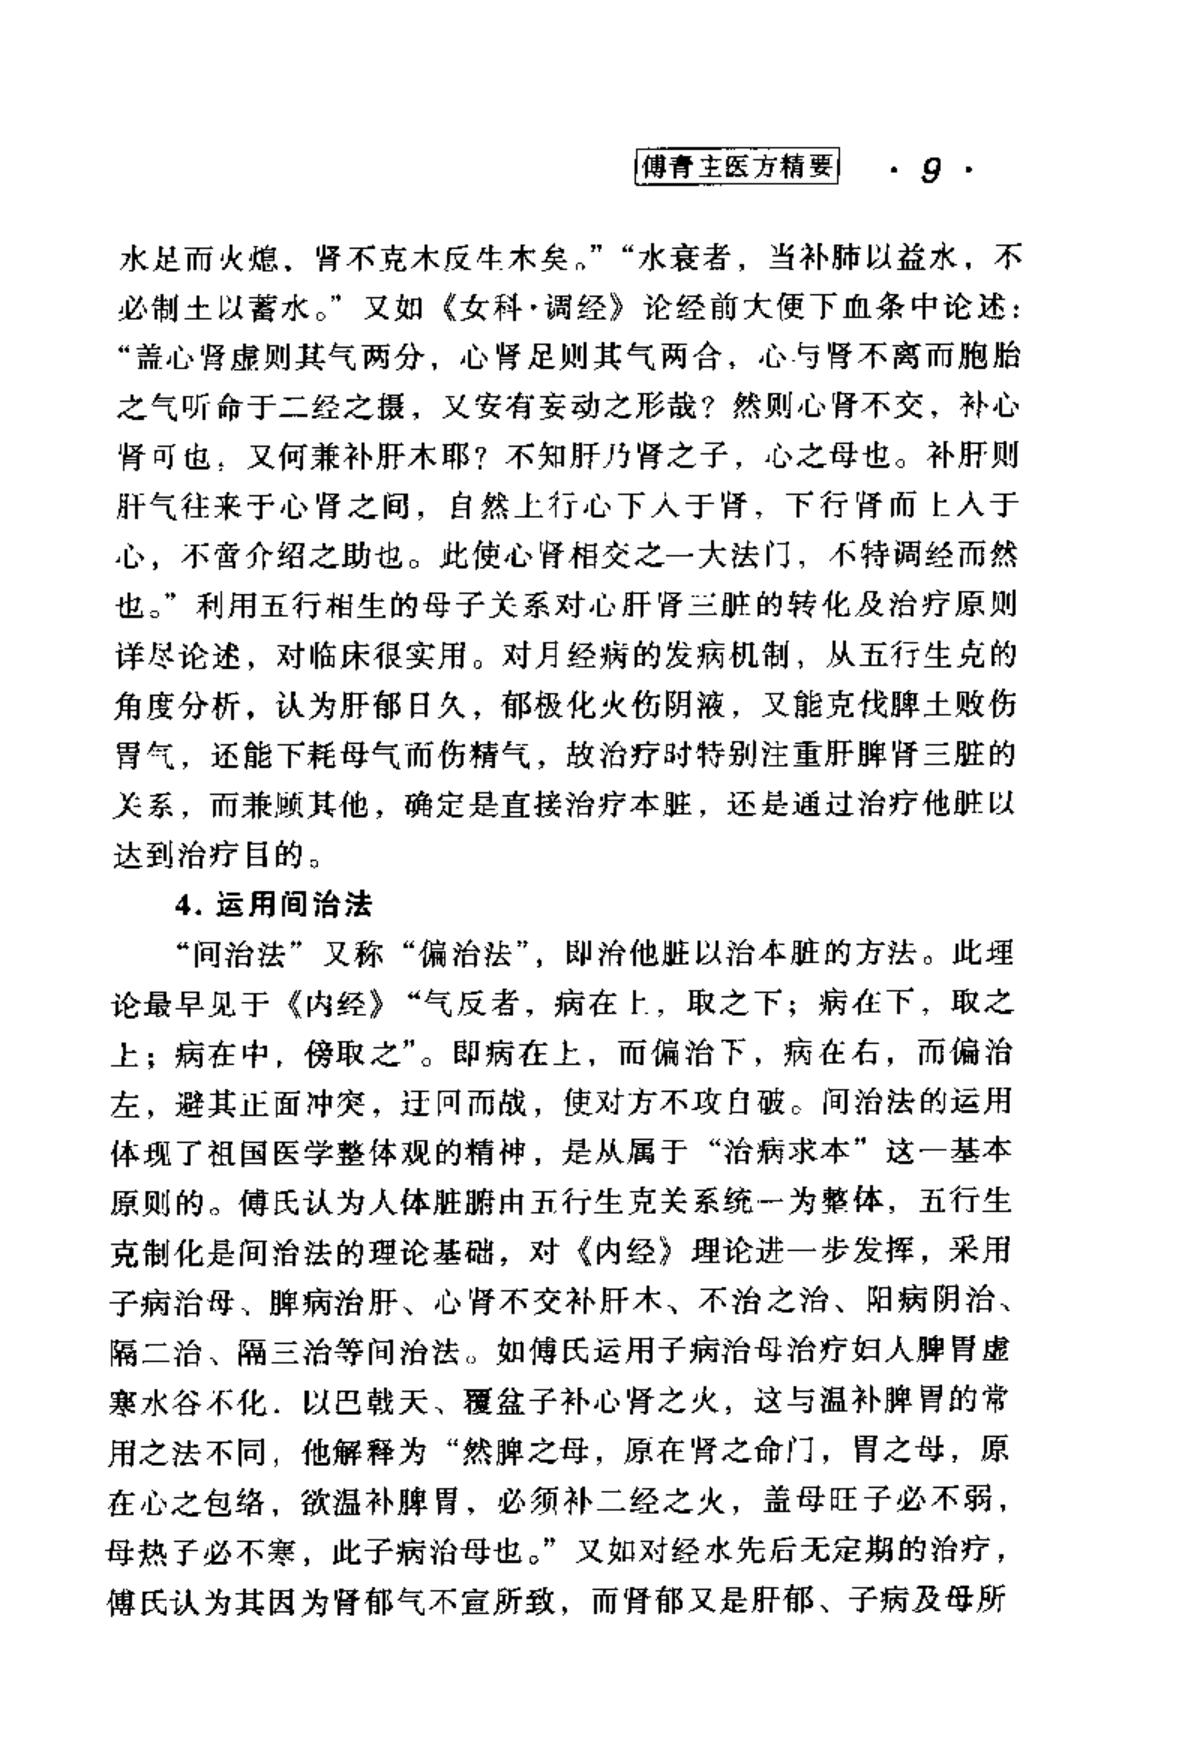 傅青主医方精要 · 9 ·
水足而火熄，肾不克木反生木矣。”“水衰者，当补肺以益水，不
必制土以蓄水。”又如《女科·调经》论经前大便下血条中论述：
“盖心肾虚则其气两分，心肾足则其气两合，心与肾不离而胞胎
之气听命于二经之摄，又安有妄动之形哉？然则心肾不交，补心
肾可也，又何兼补肝木耶？不知肝乃肾之子，心之母也。补肝则
肝气往来于心肾之间，自然上行心下入于肾，下行肾而上入于
心，不啻介绍之助也。此使心肾相交之一大法门，不特调经而然
也。”利用五行相生的母子关系对心肝肾三脏的转化及治疗原则
详尽论述，对临床很实用。对月经病的发病机制，从五行生克的
角度分析，认为肝郁日久，郁极化火伤阴液，又能克伐脾土败伤
胃气，还能下耗母气而伤精气，故治疗时特别注重肝脾肾三脏的
关系，而兼顾其他，确定是直接治疗本脏，还是通过治疗他脏以
达到治疗目的。
4. 运用间治法
“间治法”又称“偏治法”，即治他脏以治本脏的方法。此理
论最早见于《内经》“气反者，病在上，取之下；病在下，取之
上；病在中，傍取之”。即病在上，而偏治下，病在右，而偏治
左，避其正面冲突，迂回而战，使对方不攻自破。间治法的运用
体现了祖国医学整体观的精神，是从属于“治病求本”这一基本
原则的。傅氏认为人体脏腑由五行生克关系统一为整体，五行生
克制化是间治法的理论基础，对《内经》理论进一步发挥，采用
子病治母、脾病治肝、心肾不交补肝木、不治之治、阳病阴治、
隔二治、隔三治等间治法。如傅氏运用子病治母治疗妇人脾胃虚
寒水谷不化．以巴戟天、覆盆子补心肾之火，这与温补脾胃的常
用之法不同，他解释为“然脾之母，原在肾之命门，胃之母，原
在心之包络，欲温补脾胃，必须补二经之火，盖母旺子必不弱，
母热子必不寒，此子病治母也。”又如对经水先后无定期的治疗，
傅氏认为其因为肾郁气不宣所致，而肾郁又是肝郁、子病及母所